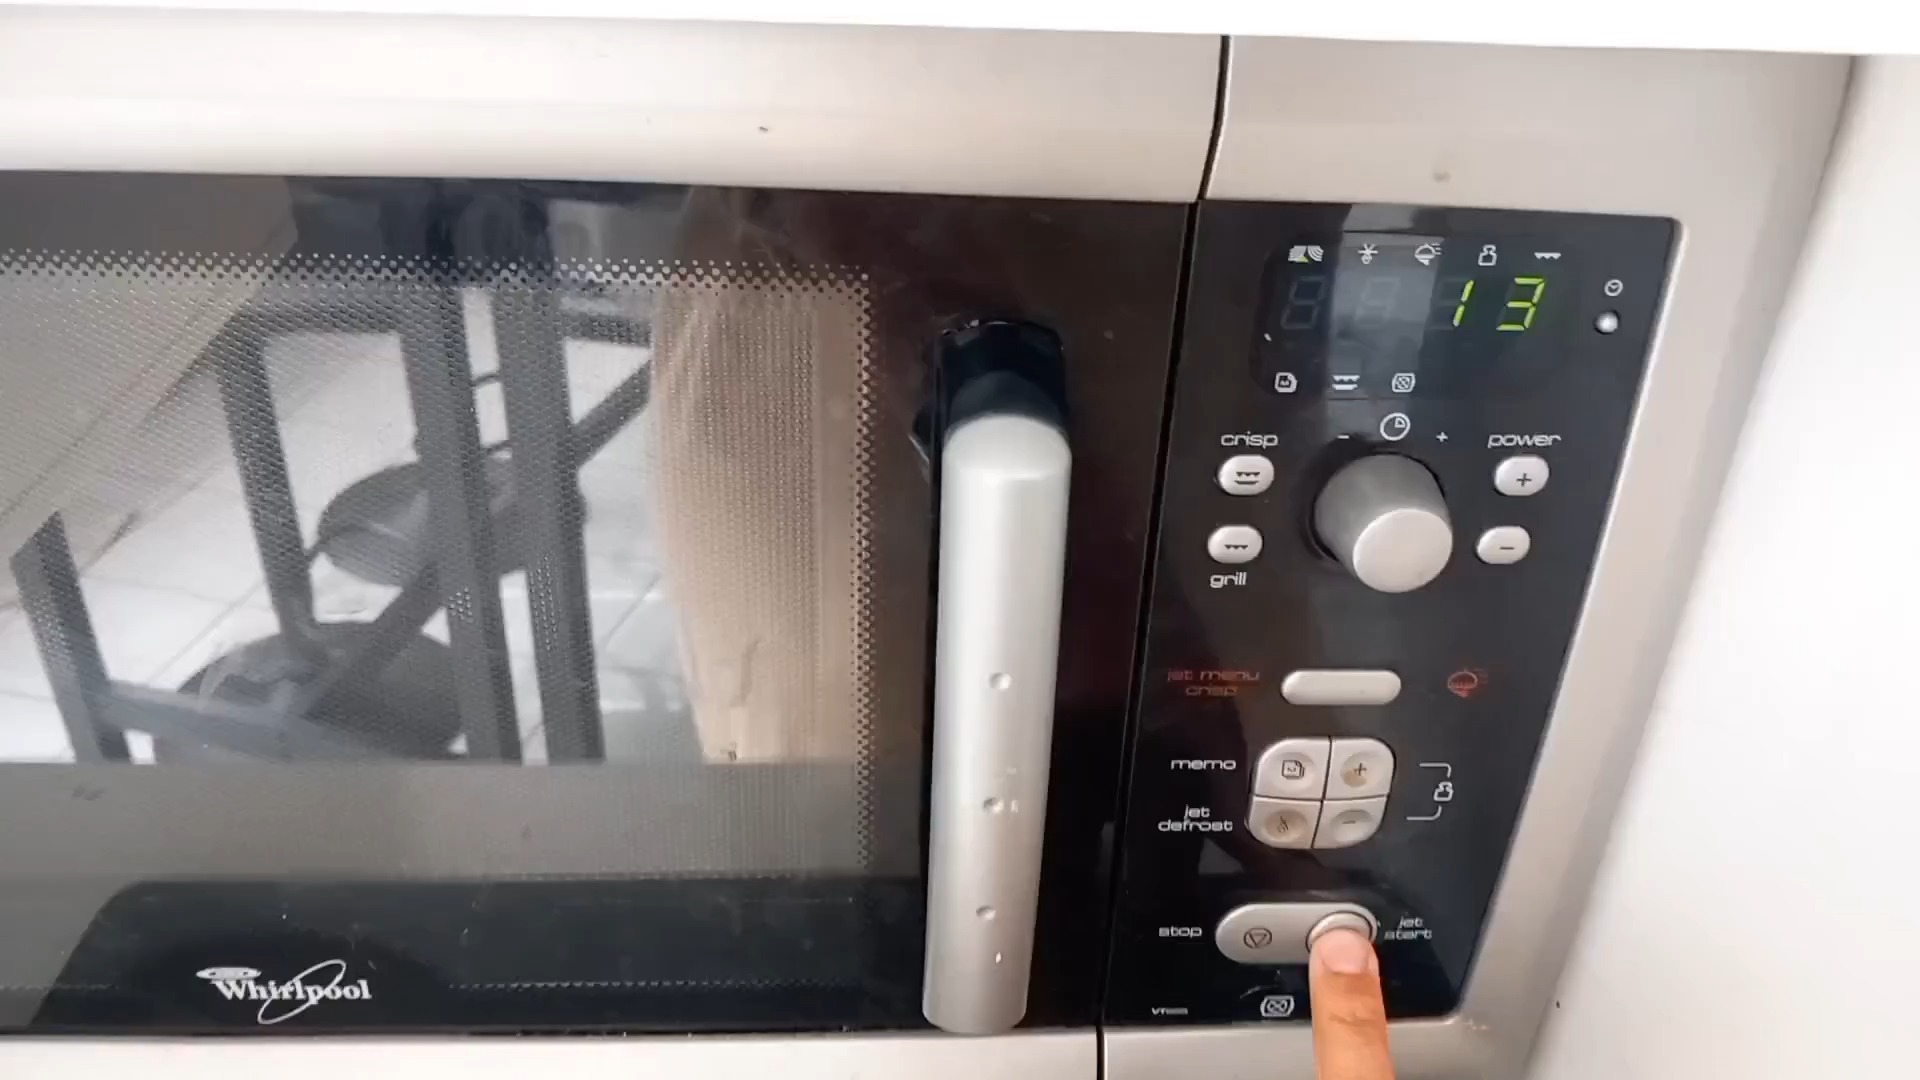 13
crisp
power
grill
jet menu
crisp
memo
jet
defrost
stop
jet
start
Whirlpool